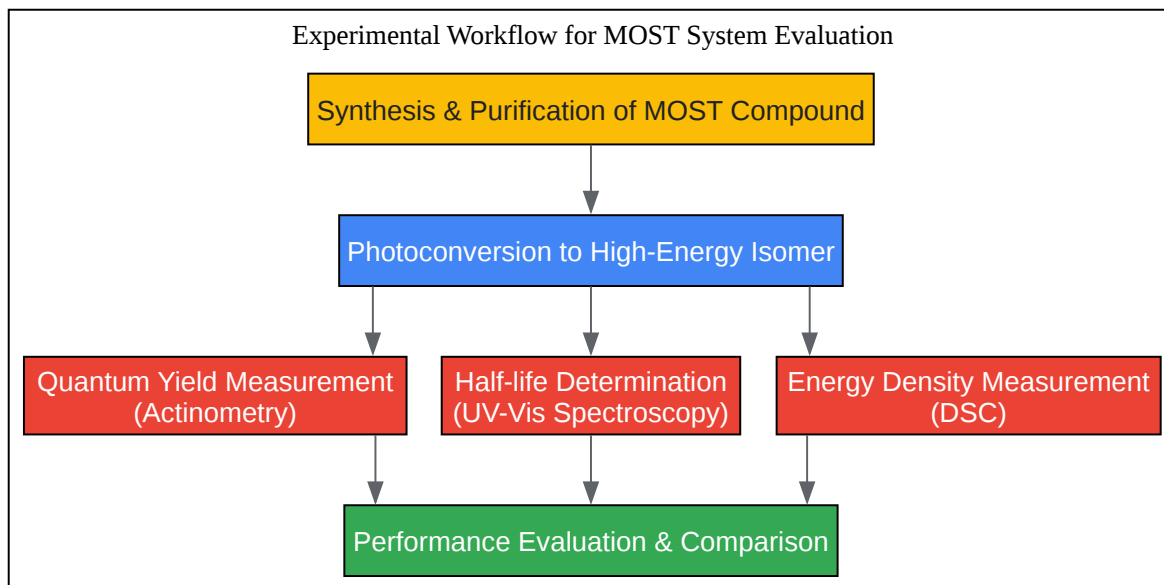 Experimental Workflow for MOST System Evaluation
Synthesis & Purification of MOST Compound
Photoconversion to High-Energy Isomer
Quantum Yield Measurement
(Actinometry)
Half-life Determination
(UV-Vis Spectroscopy)
Energy Density Measurement
(DSC)
Performance Evaluation & Comparison